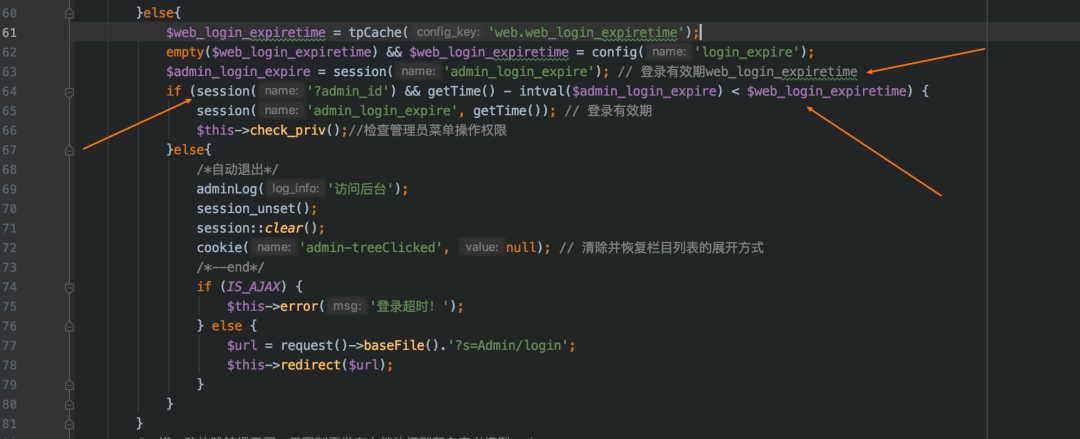 60 }else{
61 $web_login_expiretime = tpCache( config_key: 'web.web_login_expiretime');
62 empty($web_login_expiretime) && $web_login_expiretime = config( name: 'login_expire');
63 $admin_login_expire = session( name: 'admin_login_expire'); // 登录有效期web_login_expiretime
64 if (session( name: '?admin_id') && getTime() - intval($admin_login_expire) < $web_login_expiretime) {
65 session( name: 'admin_login_expire', getTime()); // 登录有效期
66 $this->check_priv();//检查管理员菜单操作权限
67 }else{
68 /*自动退出*/
69 adminLog( log_info: '访问后台');
70 session_unset();
71 session::clear();
72 cookie( name: 'admin-treeClicked', value: null); // 清除并恢复栏目列表的展开方式
73 /*--end*/
74 if (IS_AJAX) {
75 $this->error( msg: '登录超时！');
76 } else {
77 $url = request()->baseFile().'?s=Admin/login';
78 $this->redirect($url);
79 }
80 }
81 }